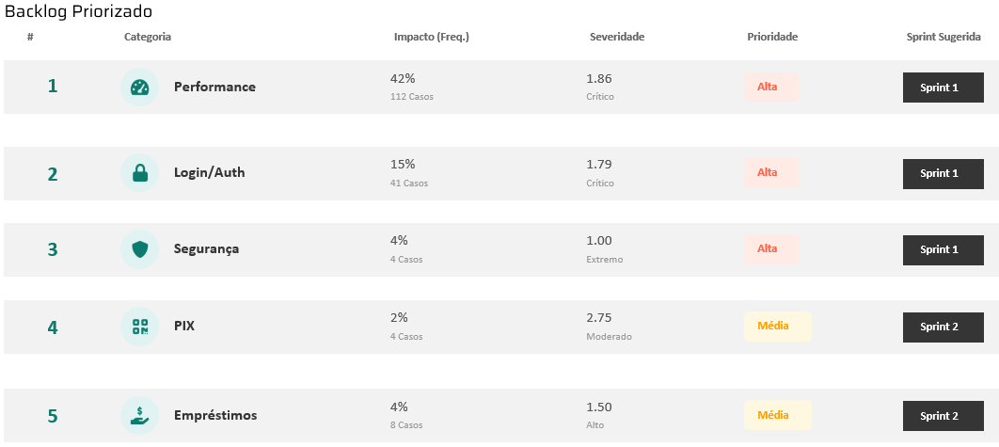 Backlog Priorizado
# Categoria Impacto (Freq.) Severidade Prioridade Sprint Sugerida
1 Performance 42% 1.86 Alta Sprint 1
112 Casos Crítico
2 Login/Auth 15% 1.79 Alta Sprint 1
41 Casos Crítico
3 Segurança 4% 1.00 Alta Sprint 1
4 Casos Extremo
4 PIX 2% 2.75 Média Sprint 2
4 Casos Moderado
5 Empréstimos 4% 1.50 Média Sprint 2
8 Casos Alto